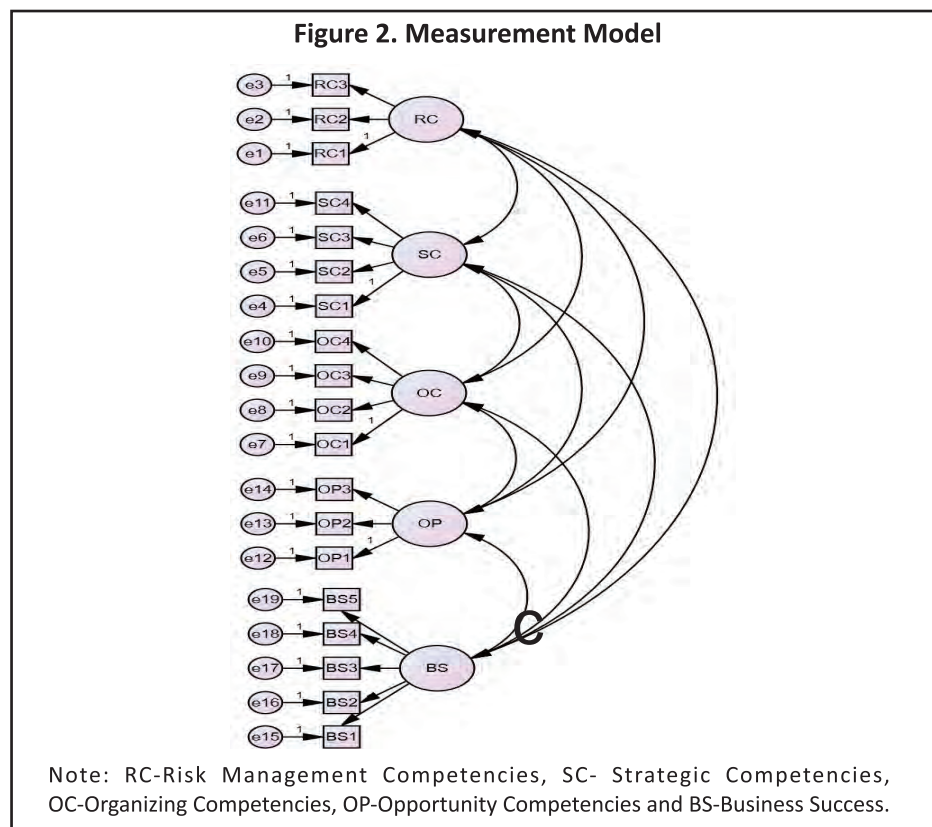 Figure 2. Measurement Model
e3 1 RC3
e2 1 RC2 RC
e1 1 RC1 1
e11 1 SC4
e6 1 SC3 SC
e5 1 SC2
e4 1 SC1 1
e10 1 OC4
e9 1 OC3 OC
e8 1 OC2
e7 1 OC1 1
e14 1 OP3
e13 1 OP2 OP
e12 1 OP1 1
e19 1 BS5
e18 1 BS4 C
e17 1 BS3 BS
e16 1 BS2
e15 1 BS1
Note: RC-Risk Management Competencies, SC- Strategic Competencies,
OC-Organizing Competencies, OP-Opportunity Competencies and BS-Business Success.